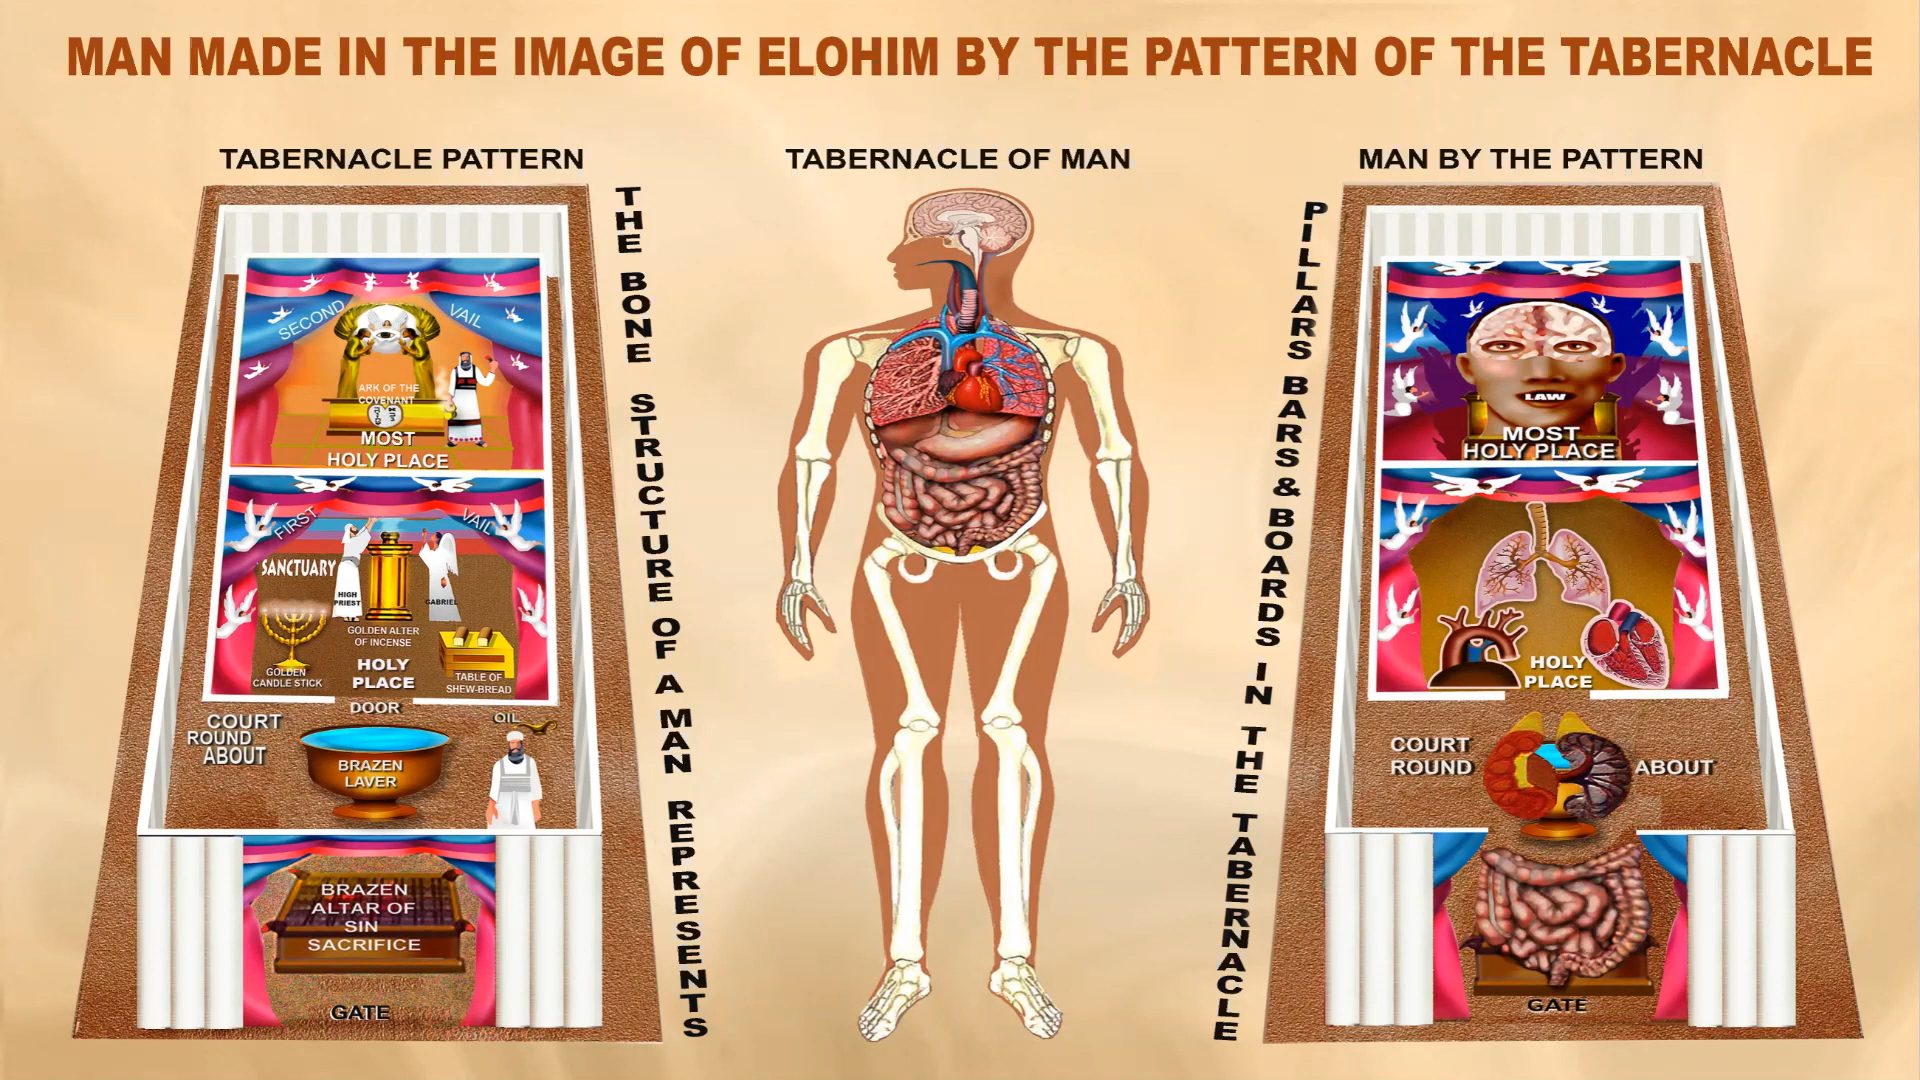 MAN MADE IN THE IMAGE OF ELOHIM BY THE PATTERN OF THE TABERNACLE
TABERNACLE PATTERN
SECOND VAIL
ARK OF THE
COVENANT
MOST
HOLY PLACE
FIRST VAIL
SANCTUARY
HIGH
PRIEST
GABRIEL
GOLDEN ALTER
OF INCENSE
GOLDEN
CANDLE STICK
HOLY
PLACE
TABLE OF
SHEW-BREAD
DOOR
COURT
ROUND
ABOUT
OIL
BRAZEN
LAVER
BRAZEN
ALTAR OF
SIN
SACRIFICE
GATE
THE BONE STRUCTURE OF A MAN REPRESENTS
TABERNACLE OF MAN
PILLARS BARS & BOARDS IN THE TABERNACLE
MAN BY THE PATTERN
LAW
MOST
HOLY PLACE
HOLY
PLACE
COURT
ROUND
ABOUT
GATE